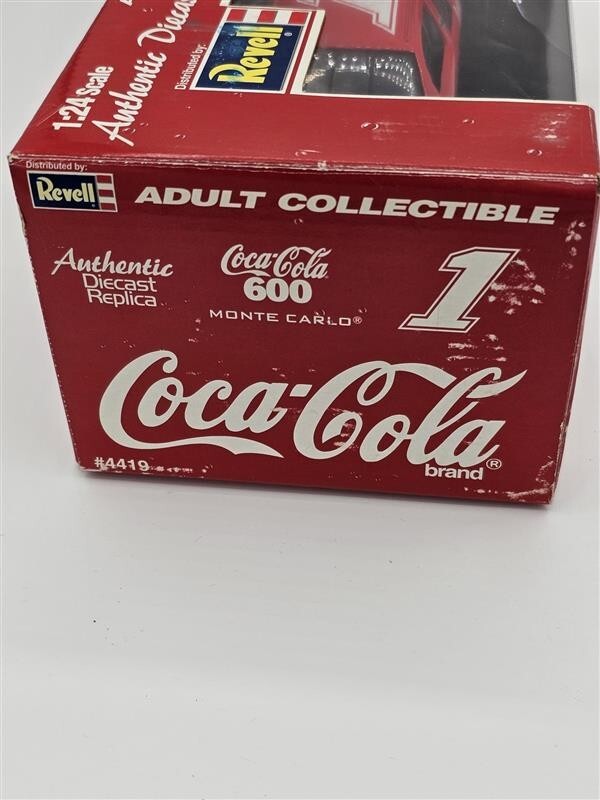 1:24 Scale
Authentic Diecas
Distributed by:
Revell
Distributed by:
Revell
ADULT COLLECTIBLE
Authentic
Diecast
Replica
Coca-Cola
600
MONTE CARLO®
1
Coca-Cola
brand®
#4419